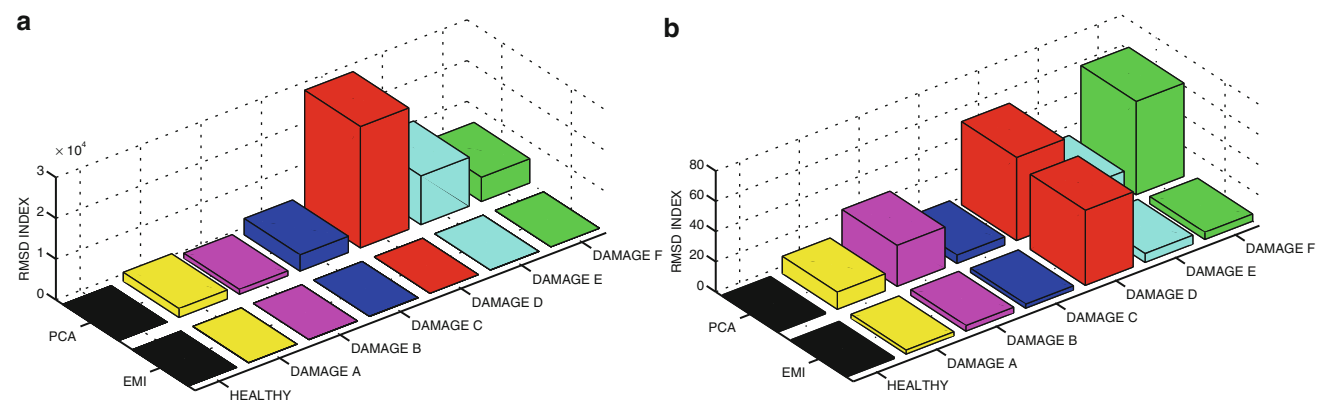 a
× 10⁴
3
2
1
0
RMSD INDEX
PCA
EMI
HEALTHY
DAMAGE A
DAMAGE B
DAMAGE C
DAMAGE D
DAMAGE E
DAMAGE F
b
80
60
40
20
0
RMSD INDEX
PCA
EMI
HEALTHY
DAMAGE A
DAMAGE B
DAMAGE C
DAMAGE D
DAMAGE E
DAMAGE F